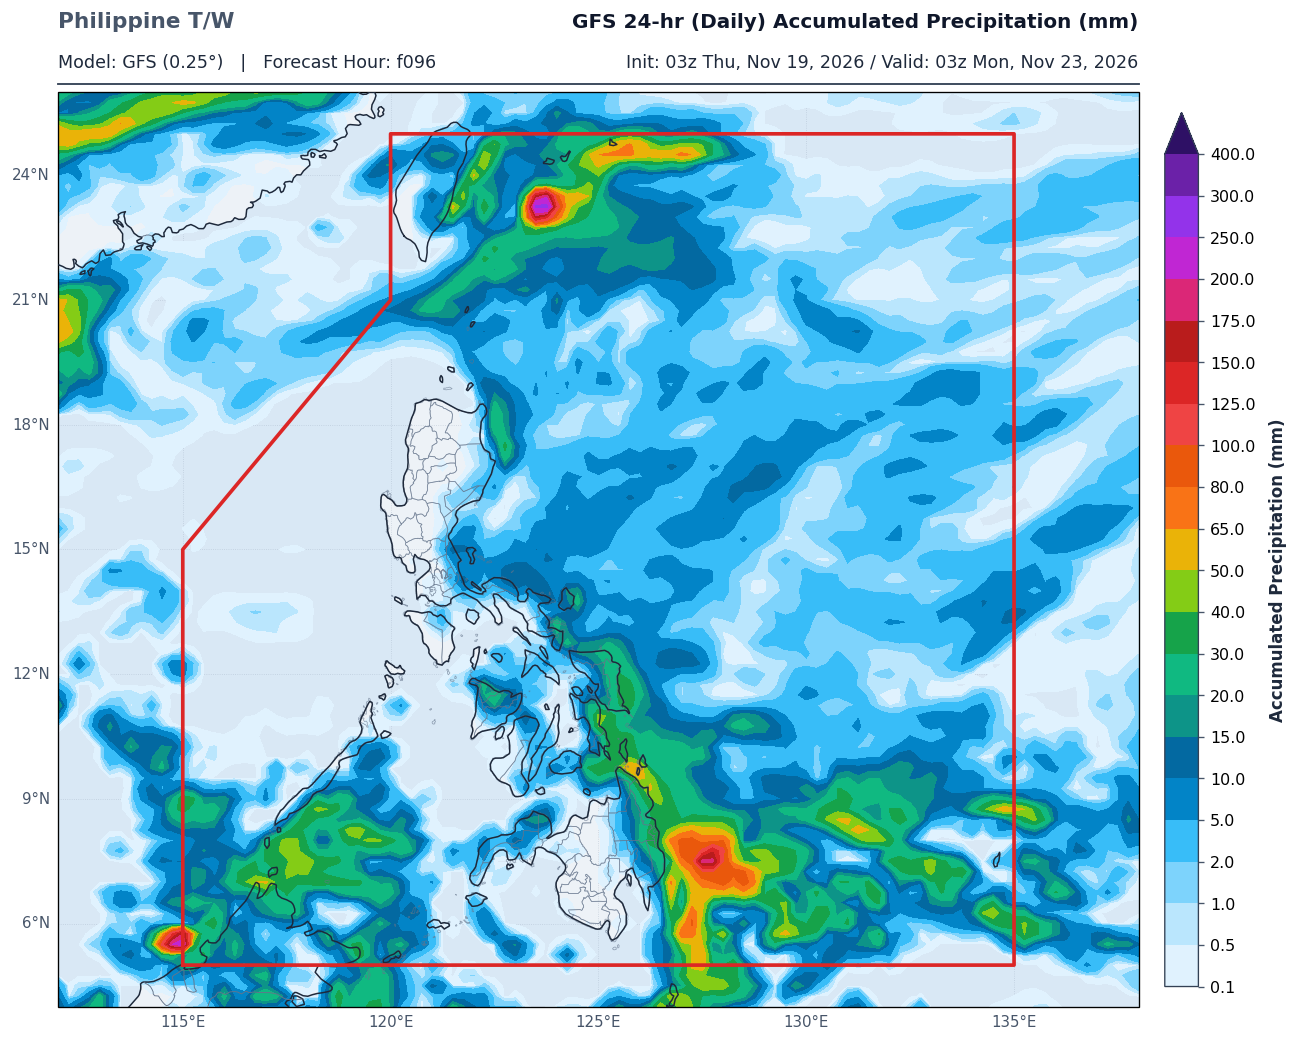 Philippine T/W
GFS 24-hr (Daily) Accumulated Precipitation (mm)
Model: GFS (0.25°)   |   Forecast Hour: f096
Init: 03z Thu, Nov 19, 2026 / Valid: 03z Mon, Nov 23, 2026
24°N
21°N
18°N
15°N
12°N
9°N
6°N
115°E
120°E
125°E
130°E
135°E
400.0
300.0
250.0
200.0
175.0
150.0
125.0
100.0
80.0
65.0
50.0
40.0
30.0
20.0
15.0
10.0
5.0
2.0
1.0
0.5
0.1
Accumulated Precipitation (mm)